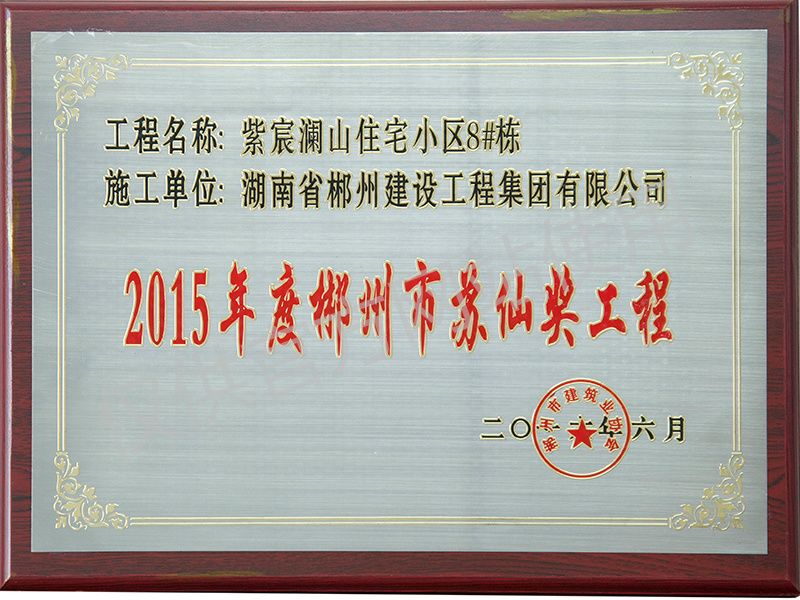 工程名称: 紫宸澜山住宅小区8#栋
施工单位: 湖南省郴州建设工程集团有限公司
2015年度郴州市苏仙奖工程
郴州市建筑业协会
二〇一六年六月